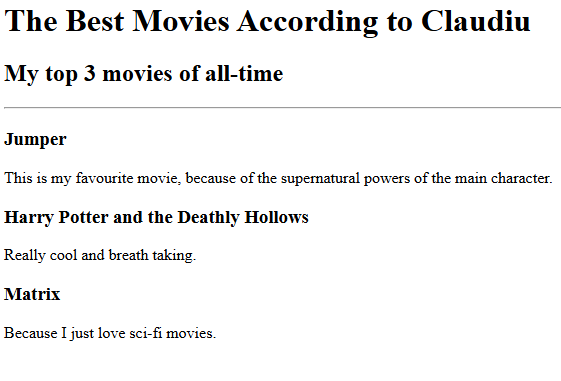 The Best Movies According to Claudiu
My top 3 movies of all-time
Jumper
This is my favourite movie, because of the supernatural powers of the main character.
Harry Potter and the Deathly Hollows
Really cool and breath taking.
Matrix
Because I just love sci-fi movies.